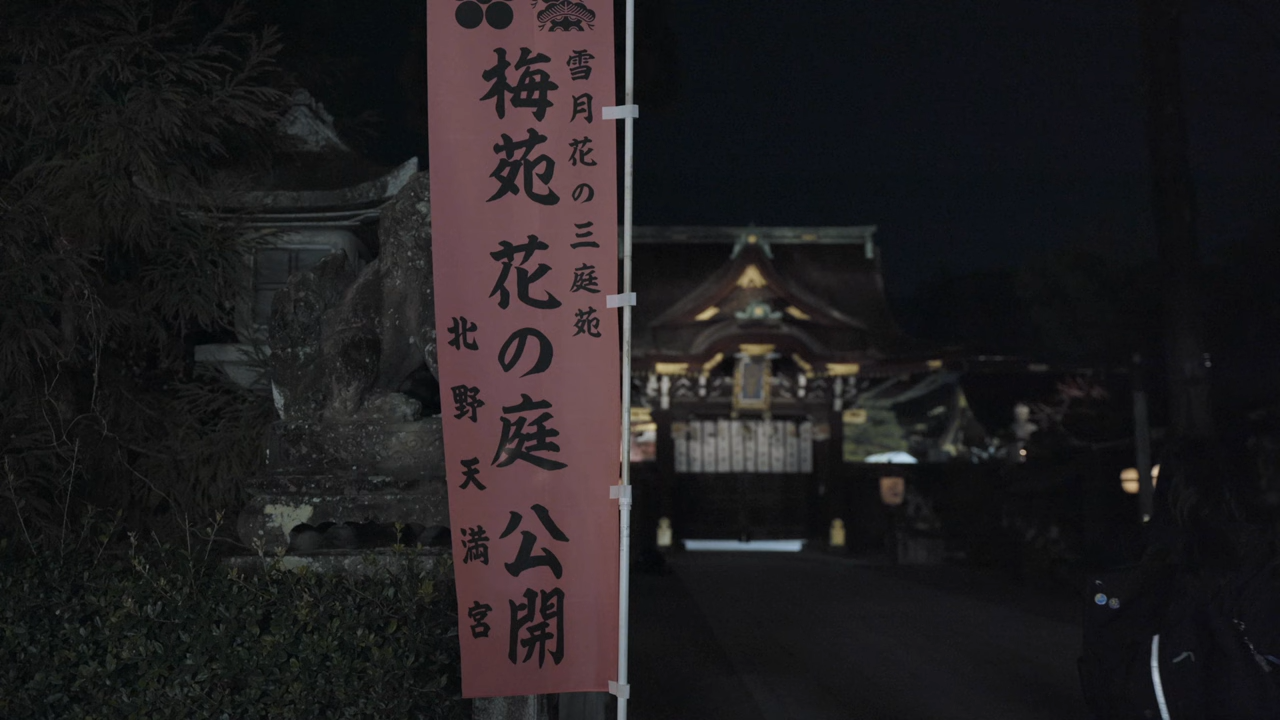 雪月花の三庭苑
梅苑 花の庭 公開
北野天満宮